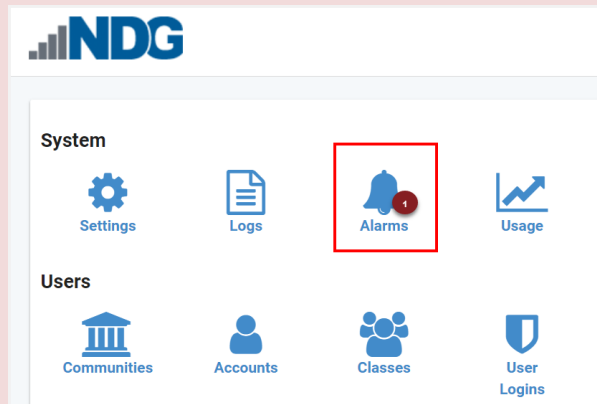 NDG
System
Settings
Logs
1
Alarms
Usage
Users
Communities
Accounts
Classes
User
Logins